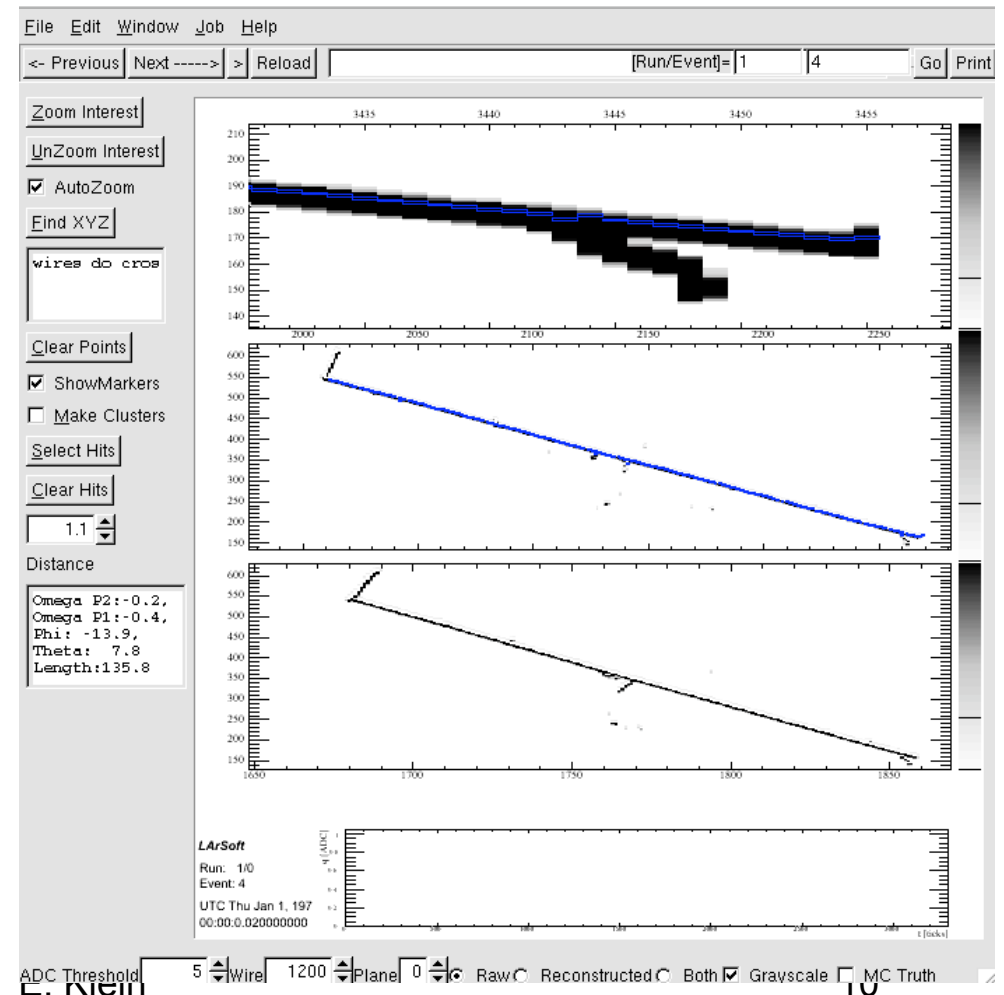 File Edit Window Job Help
<- Previous Next -----> > Reload [Run/Event]= 1 4 Go Print
Zoom Interest
UnZoom Interest
AutoZoom
Find XYZ
wires do cros
Clear Points
ShowMarkers
Make Clusters
Select Hits
Clear Hits
1.1
Distance
Omega P2:-0.2,
Omega P1:-0.4,
Phi: -13.9,
Theta: 7.8
Length:135.8
3435 3440 3445 3450 3455
210
200
190
180
170
160
150
140
2000 2050 2100 2150 2200 2250
600
550
500
450
400
350
300
250
200
150
600
550
500
450
400
350
300
250
200
150
1650 1700 1750 1800 1850
LArSoft
Run: 1/0
Event: 4
UTC Thu Jan 1, 197
00:00:0.020000000
q [ADC]
t [ticks]
ADC Threshold 5 Wire 1200 Plane 0 Raw Reconstructed Both Grayscale MC Truth
E. Klein 10